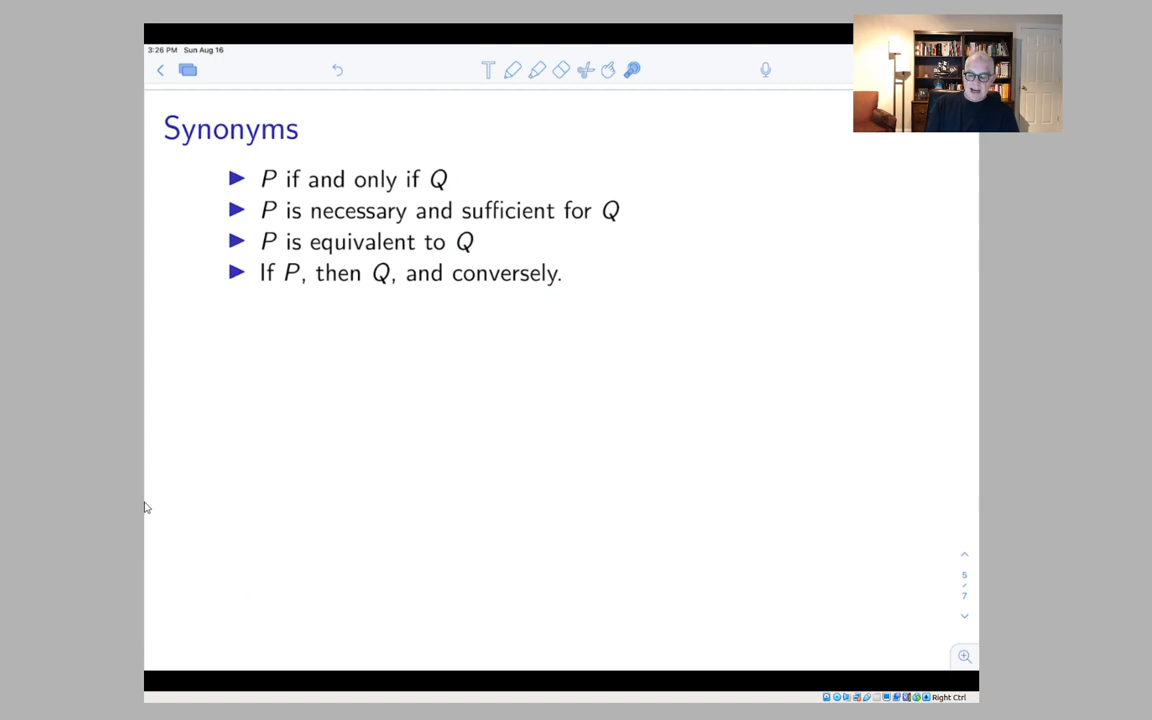 3:26 PM Sun Aug 16
Synonyms
P if and only if Q
P is necessary and sufficient for Q
P is equivalent to Q
If P, then Q, and conversely.
5
7
Right Ctrl